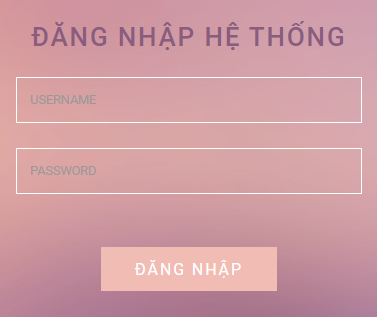 ĐĂNG NHẬP HỆ THỐNG
USERNAME
PASSWORD
ĐĂNG NHẬP